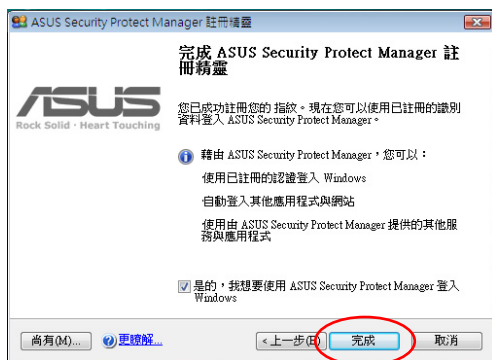 ASUS Security Protect Manager 註冊精靈
完成 ASUS Security Protect Manager 註
冊精靈
ASUS
Rock Solid · Heart Touching
您已成功註冊您的 指紋。現在您可以使用已註冊的識別
資料登入 ASUS Security Protect Manager。
藉由 ASUS Security Protect Manager，您可以：
使用已註冊的認證登入 Windows
自動登入其他應用程式與網站
使用由 ASUS Security Protect Manager 提供的其他服
務與應用程式
是的，我想要使用 ASUS Security Protect Manager 登入
Windows
尚有(M)... 更瞭解... <上一步(B) 完成 取消